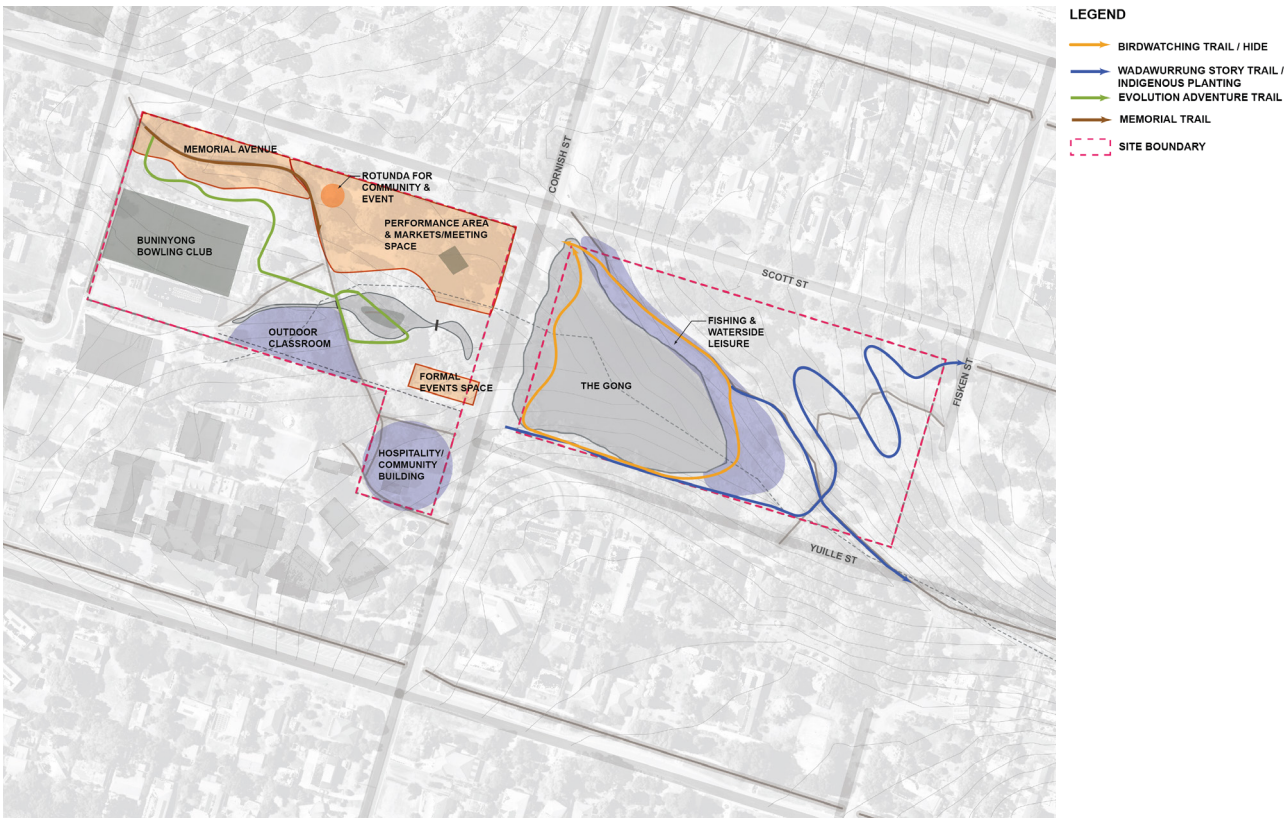 LEGEND
BIRDWATCHING TRAIL / HIDE
WADAWURRUNG STORY TRAIL /
INDIGENOUS PLANTING
EVOLUTION ADVENTURE TRAIL
MEMORIAL TRAIL
SITE BOUNDARY
MEMORIAL AVENUE
ROTUNDA FOR
COMMUNITY &
EVENT
PERFORMANCE AREA
& MARKETS/MEETING
SPACE
BUNINYONG
BOWLING CLUB
OUTDOOR
CLASSROOM
FORMAL
EVENTS SPACE
HOSPITALITY/
COMMUNITY
BUILDING
CORNISH ST
SCOTT ST
FISHING &
WATERSIDE
LEISURE
THE GONG
FISKEN ST
YUILLE ST